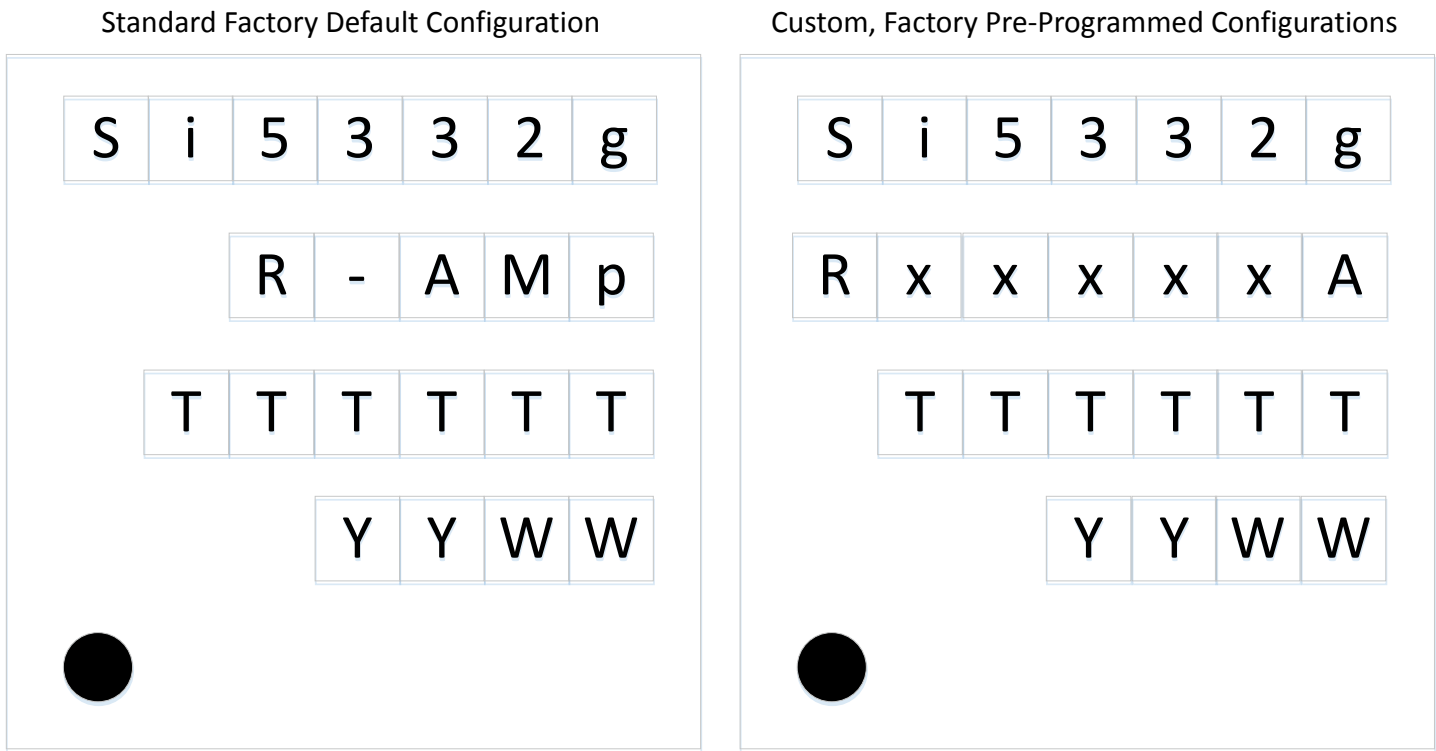 Standard Factory Default Configuration
Si5332g
R-AMp
TTTTTT
YYWW
Custom, Factory Pre-Programmed Configurations
Si5332g
RxxxxxA
TTTTTT
YYWW